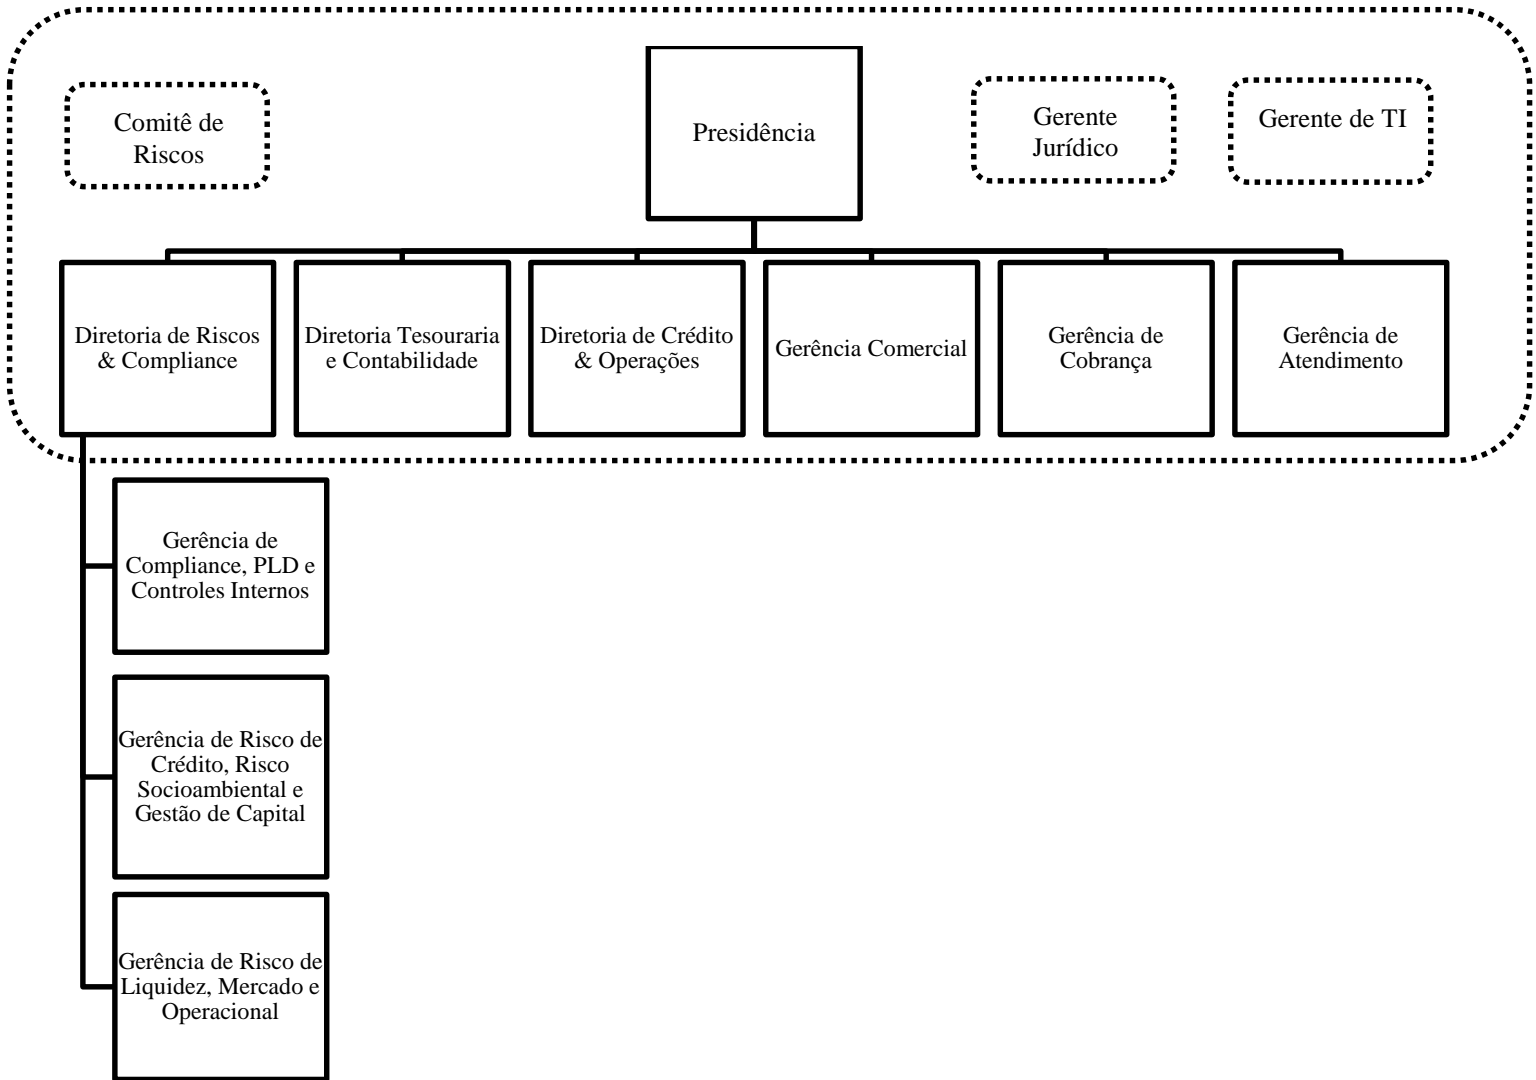 Comitê de
Riscos
Presidência
Gerente
Jurídico
Gerente de TI
Diretoria de Riscos
& Compliance
Diretoria Tesouraria
e Contabilidade
Diretoria de Crédito
& Operações
Gerência Comercial
Gerência de
Cobrança
Gerência de
Atendimento
Gerência de
Compliance, PLD e
Controles Internos
Gerência de Risco de
Crédito, Risco
Socioambiental e
Gestão de Capital
Gerência de Risco de
Liquidez, Mercado e
Operacional